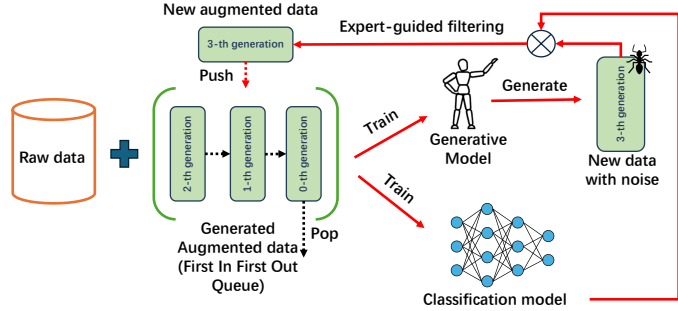 New augmented data
3-th generation
Push
Expert-guided filtering
Generate
3-th generation
New data
with noise
Generative
Model
Train
Raw data
2-th generation
1-th generation
0-th generation
Pop
Generated
Augmented data
(First In First Out
Queue)
Train
Classification model